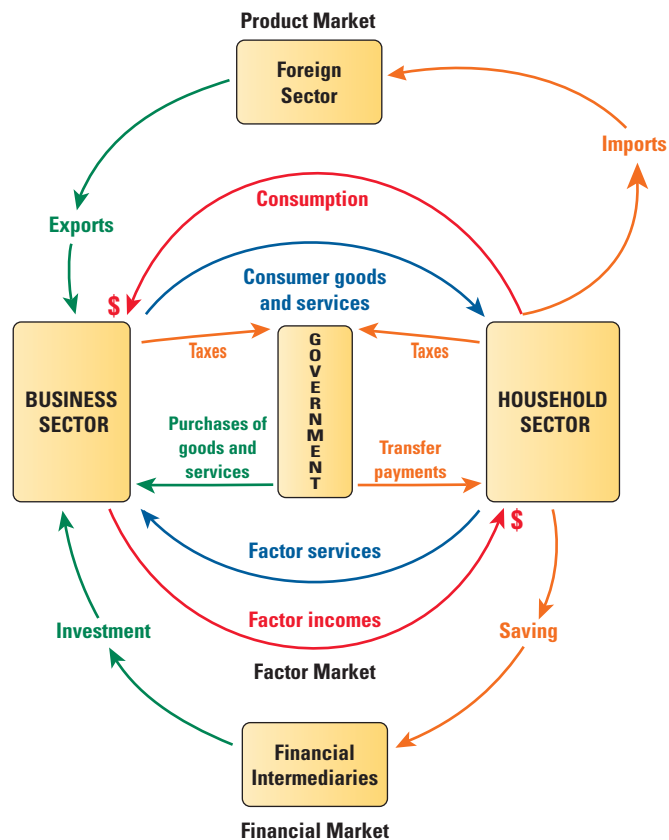 Product Market
Foreign
Sector
Imports
Exports
Consumption
Consumer goods
and services
$
Taxes
Taxes
GOVERNMENT
BUSINESS
SECTOR
HOUSEHOLD
SECTOR
Purchases of
goods and
services
Transfer
payments
$
Factor services
Factor incomes
Investment
Saving
Factor Market
Financial
Intermediaries
Financial Market